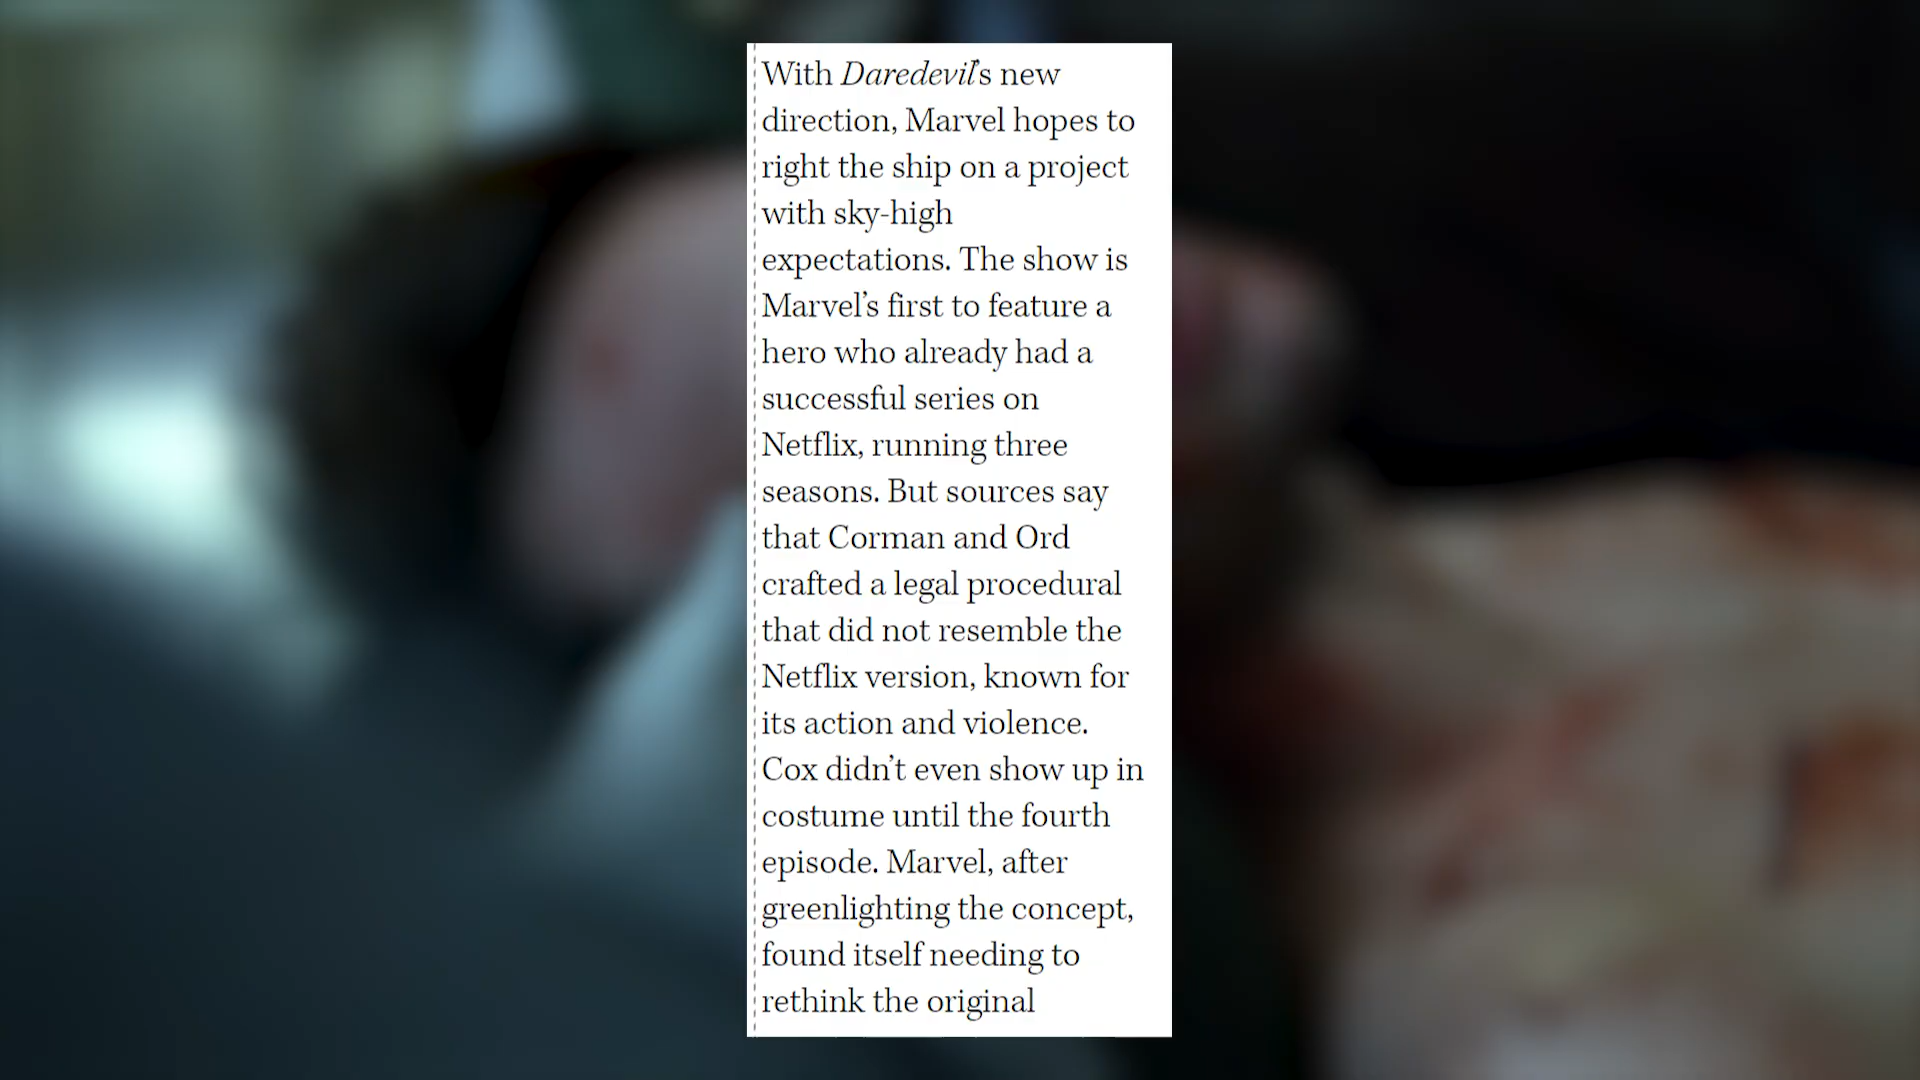 With Daredevil's new
direction, Marvel hopes to
right the ship on a project
with sky-high
expectations. The show is
Marvel’s first to feature a
hero who already had a
successful series on
Netflix, running three
seasons. But sources say
that Corman and Ord
crafted a legal procedural
that did not resemble the
Netflix version, known for
its action and violence.
Cox didn’t even show up in
costume until the fourth
episode. Marvel, after
greenlighting the concept,
found itself needing to
rethink the original